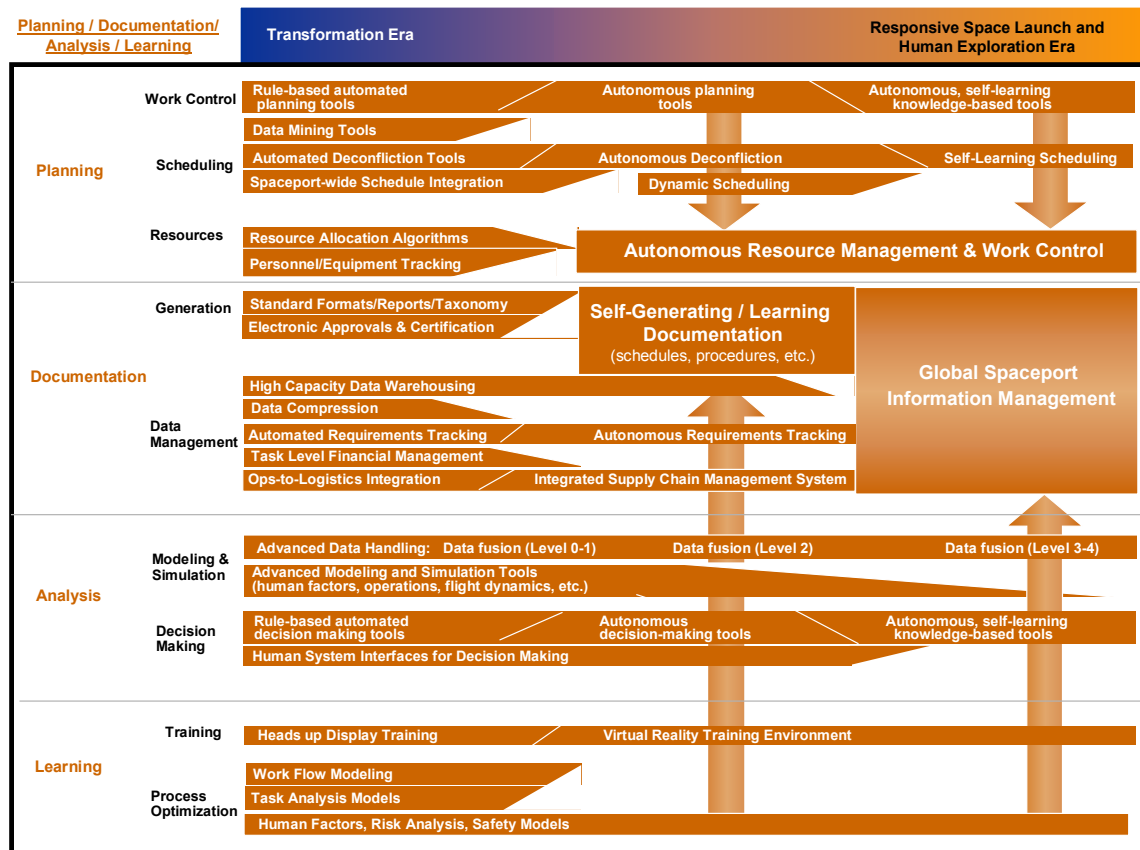 Planning / Documentation/
Analysis / Learning
Transformation Era
Responsive Space Launch and
Human Exploration Era
Planning
Work Control
Rule-based automated
planning tools
Autonomous planning
tools
Autonomous, self-learning
knowledge-based tools
Data Mining Tools
Scheduling
Automated Deconfliction Tools
Autonomous Deconfliction
Self-Learning Scheduling
Spaceport-wide Schedule Integration
Dynamic Scheduling
Resources
Resource Allocation Algorithms
Personnel/Equipment Tracking
Autonomous Resource Management & Work Control
Documentation
Generation
Standard Formats/Reports/Taxonomy
Electronic Approvals & Certification
Self-Generating / Learning
Documentation
(schedules, procedures, etc.)
Global Spaceport
Information Management
High Capacity Data Warehousing
Data Compression
Data
Management
Automated Requirements Tracking
Autonomous Requirements Tracking
Task Level Financial Management
Ops-to-Logistics Integration
Integrated Supply Chain Management System
Analysis
Modeling &
Simulation
Advanced Data Handling:
Data fusion (Level 0-1)
Data fusion (Level 2)
Data fusion (Level 3-4)
Advanced Modeling and Simulation Tools
(human factors, operations, flight dynamics, etc.)
Decision
Making
Rule-based automated
decision making tools
Autonomous
decision-making tools
Autonomous, self-learning
knowledge-based tools
Human System Interfaces for Decision Making
Learning
Training
Heads up Display Training
Virtual Reality Training Environment
Process
Optimization
Work Flow Modeling
Task Analysis Models
Human Factors, Risk Analysis, Safety Models